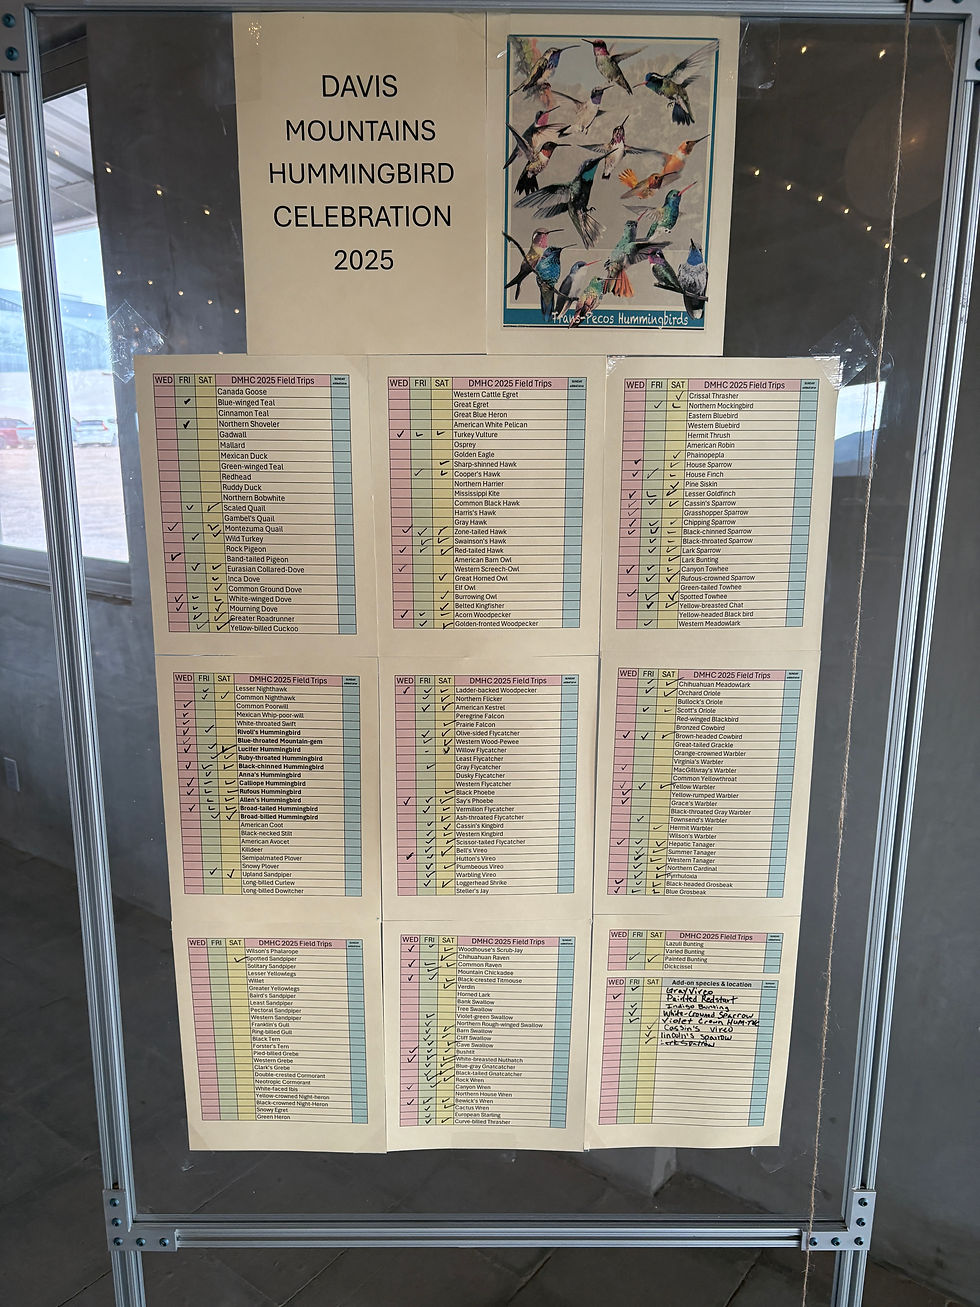 DAVIS
MOUNTAINS
HUMMINGBIRD
CELEBRATION
2025
Trans-Pecos Hummingbirds
WED FRI SAT DMHC 2025 Field Trips
Canada Goose
Blue-winged Teal
Cinnamon Teal
Northern Shoveler
Gadwall
Mallard
Mexican Duck
Green-winged Teal
Redhead
Ruddy Duck
Northern Bobwhite
Scaled Quail
Gambel's Quail
Montezuma Quail
Wild Turkey
Rock Pigeon
Band-tailed Pigeon
Eurasian Collared-Dove
Inca Dove
Common Ground Dove
White-winged Dove
Mourning Dove
Greater Roadrunner
Yellow-billed Cuckoo
WED FRI SAT DMHC 2025 Field Trips
Western Cattle Egret
Great Egret
Great Blue Heron
American White Pelican
Turkey Vulture
Osprey
Golden Eagle
Sharp-shinned Hawk
Cooper's Hawk
Northern Harrier
Mississippi Kite
Common Black Hawk
Harris's Hawk
Gray Hawk
Zone-tailed Hawk
Swainson's Hawk
Red-tailed Hawk
American Barn Owl
Western Screech-Owl
Great Horned Owl
Elf Owl
Burrowing Owl
Belted Kingfisher
Acorn Woodpecker
Golden-fronted Woodpecker
WED FRI SAT DMHC 2025 Field Trips
Crissal Thrasher
Northern Mockingbird
Eastern Bluebird
Western Bluebird
Hermit Thrush
American Robin
Phainopepla
House Sparrow
House Finch
Pine Siskin
Lesser Goldfinch
Cassin's Sparrow
Grasshopper Sparrow
Chipping Sparrow
Black-chinned Sparrow
Black-throated Sparrow
Lark Sparrow
Lark Bunting
Canyon Towhee
Rufous-crowned Sparrow
Green-tailed Towhee
Spotted Towhee
Yellow-breasted Chat
Yellow-headed Black bird
Western Meadowlark
WED FRI SAT DMHC 2025 Field Trips
Lesser Nighthawk
Common Nighthawk
Common Poorwill
Mexican Whip-poor-will
White-throated Swift
Rivoli's Hummingbird
Blue-throated Mountain-gem
Lucifer Hummingbird
Ruby-throated Hummingbird
Black-chinned Hummingbird
Anna's Hummingbird
Calliope Hummingbird
Rufous Hummingbird
Allen's Hummingbird
Broad-tailed Hummingbird
Broad-billed Hummingbird
American Coot
Black-necked Stilt
American Avocet
Killdeer
Semipalmated Plover
Snowy Plover
Upland Sandpiper
Long-billed Curlew
Long-billed Dowitcher
WED FRI SAT DMHC 2025 Field Trips
Ladder-backed Woodpecker
Northern Flicker
American Kestrel
Peregrine Falcon
Prairie Falcon
Olive-sided Flycatcher
Western Wood-Pewee
Willow Flycatcher
Least Flycatcher
Gray Flycatcher
Dusky Flycatcher
Western Flycatcher
Black Phoebe
Say's Phoebe
Vermilion Flycatcher
Ash-throated Flycatcher
Cassin's Kingbird
Western Kingbird
Scissor-tailed Flycatcher
Bell's Vireo
Hutton's Vireo
Plumbeous Vireo
Warbling Vireo
Loggerhead Shrike
Steller's Jay
WED FRI SAT DMHC 2025 Field Trips
Chihuahuan Meadowlark
Orchard Oriole
Bullock's Oriole
Scott's Oriole
Red-winged Blackbird
Bronzed Cowbird
Brown-headed Cowbird
Great-tailed Grackle
Orange-crowned Warbler
Virginia's Warbler
MacGillivray's Warbler
Common Yellowthroat
Yellow Warbler
Yellow-rumped Warbler
Grace's Warbler
Black-throated Gray Warbler
Townsend's Warbler
Hermit Warbler
Wilson's Warbler
Hepatic Tanager
Summer Tanager
Western Tanager
Northern Cardinal
Pyrrhuloxia
Black-headed Grosbeak
Blue Grosbeak
WED FRI SAT DMHC 2025 Field Trips
Wilson's Phalarope
Spotted Sandpiper
Solitary Sandpiper
Lesser Yellowlegs
Willet
Greater Yellowlegs
Baird's Sandpiper
Least Sandpiper
Pectoral Sandpiper
Western Sandpiper
Franklin's Gull
Ring-billed Gull
Black Tern
Forster's Tern
Pied-billed Grebe
Western Grebe
Clark's Grebe
Double-crested Cormorant
Neotropic Cormorant
White-faced Ibis
Yellow-crowned Night-heron
Black-crowned Night-Heron
Snowy Egret
Green Heron
WED FRI SAT DMHC 2025 Field Trips
Woodhouse's Scrub-Jay
Chihuahuan Raven
Common Raven
Mountain Chickadee
Black-crested Titmouse
Verdin
Horned Lark
Bank Swallow
Tree Swallow
Violet-green Swallow
Northern Rough-winged Swallow
Barn Swallow
Cliff Swallow
Cave Swallow
Bushtit
White-breasted Nuthatch
Blue-gray Gnatcatcher
Black-tailed Gnatcatcher
Rock Wren
Canyon Wren
Northern House Wren
Bewick's Wren
Cactus Wren
European Starling
Curve-billed Thrasher
WED FRI SAT DMHC 2025 Field Trips
Lazuli Bunting
Varied Bunting
Painted Bunting
Dickcissel
WED FRI SAT Add-on species & location
Gray Vireo
Painted Redstart
Indigo Bunting
White-Crowned Sparrow
Violet Crown
Cassin's Vireo
lincoln's sparrow